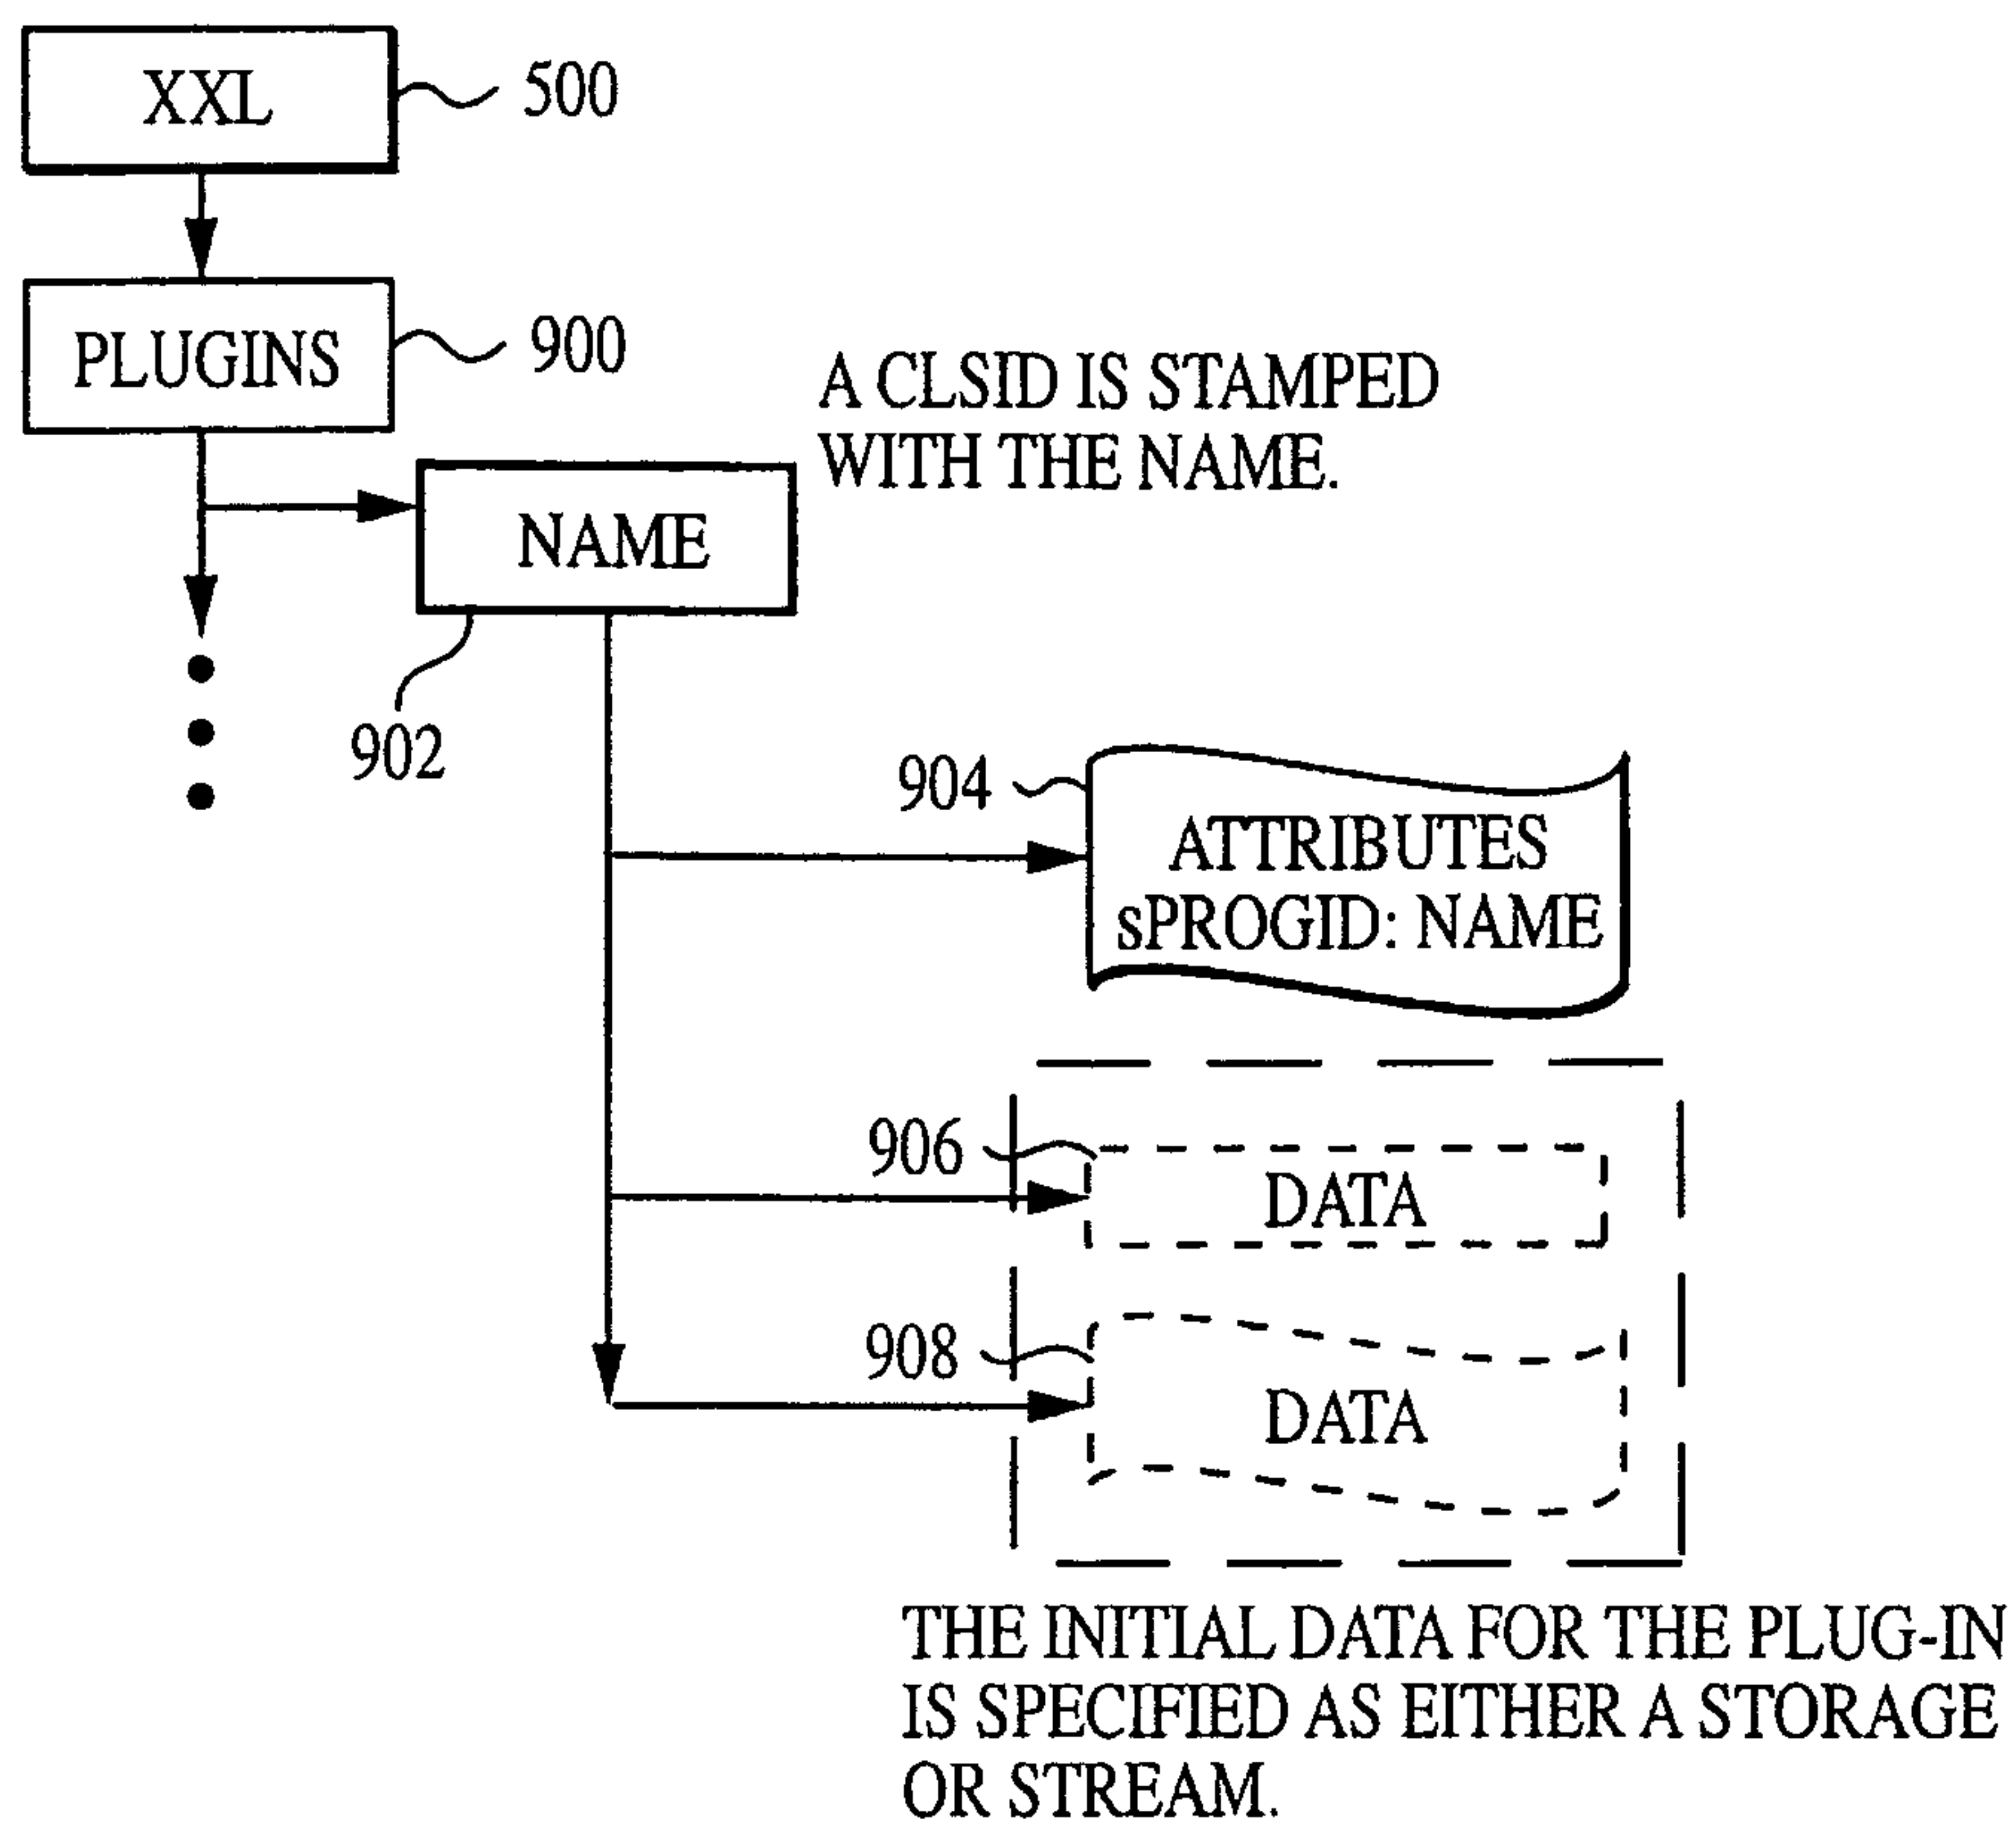 XXL
500
PLUGINS
900
A CLSID IS STAMPED
WITH THE NAME.
NAME
902
904
ATTRIBUTES
sPROGID: NAME
906
DATA
908
DATA
THE INITIAL DATA FOR THE PLUG-IN
IS SPECIFIED AS EITHER A STORAGE
OR STREAM.